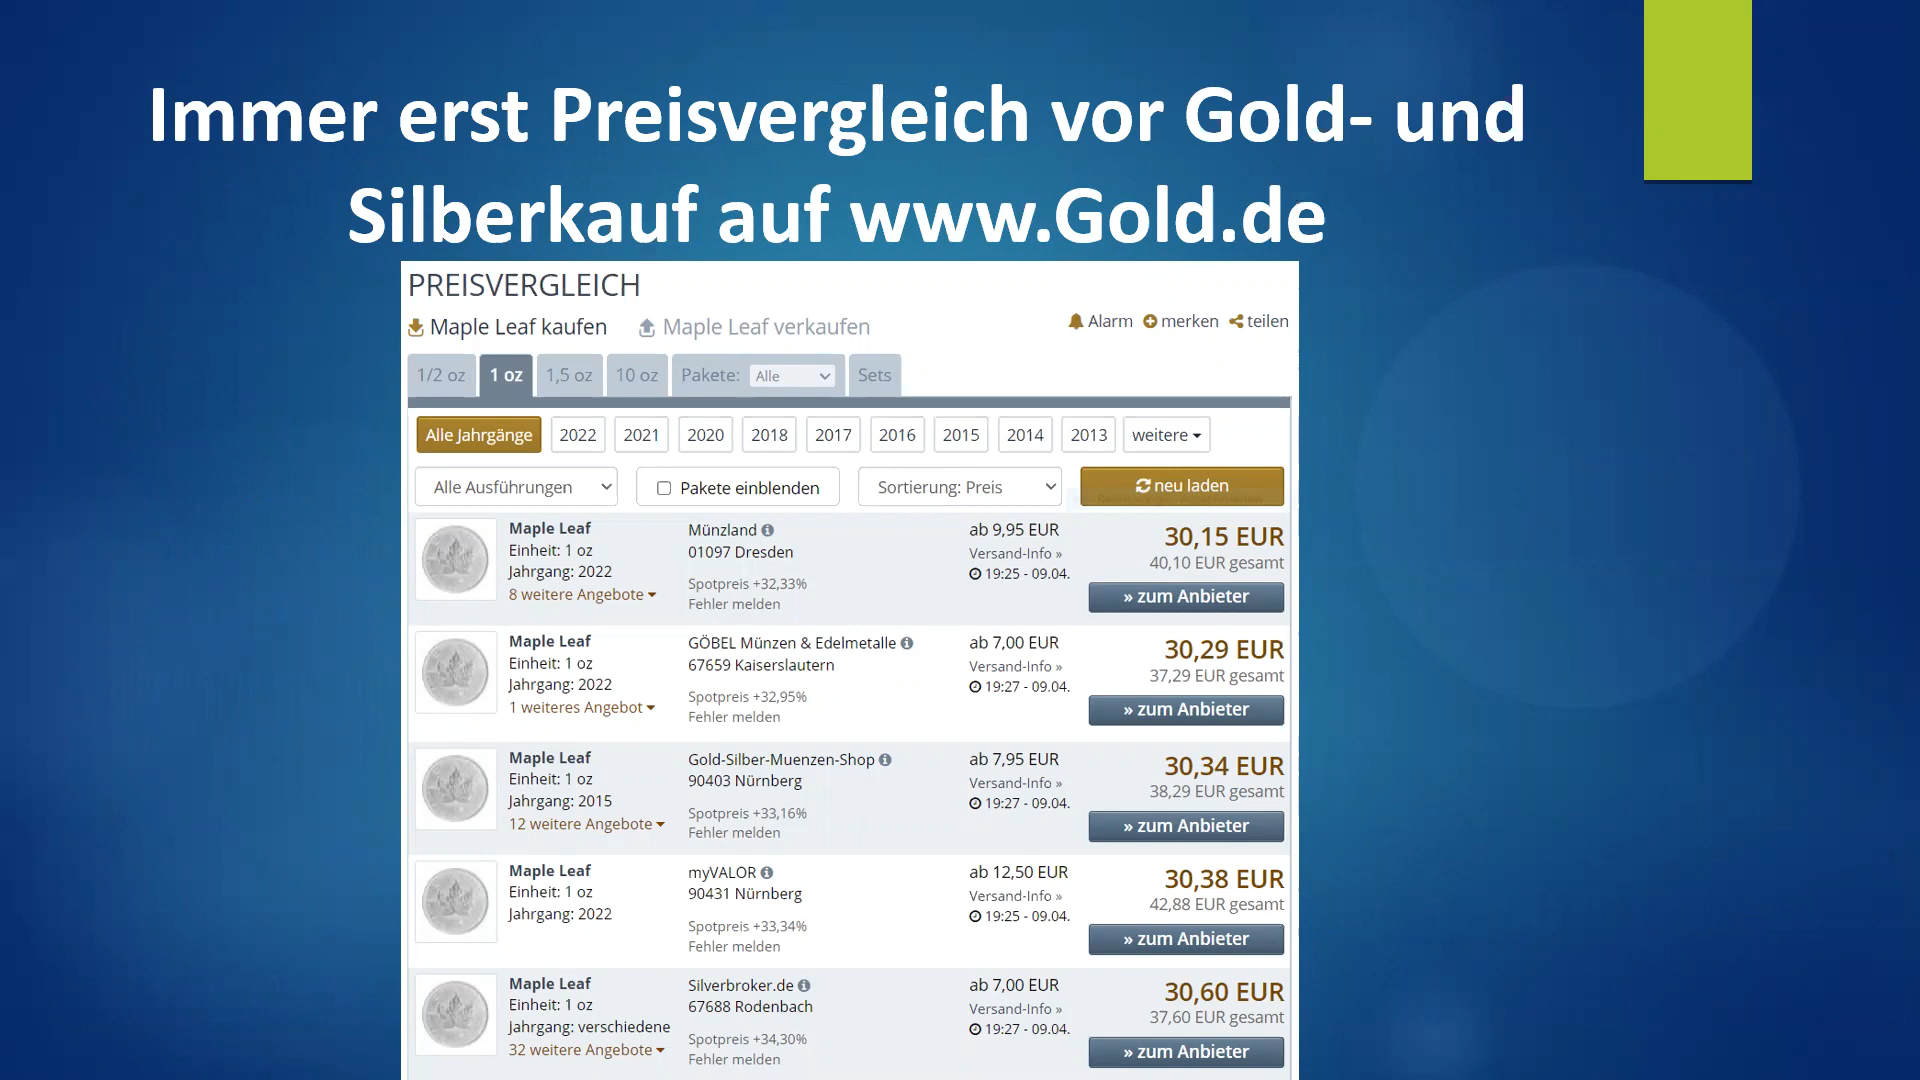 Immer erst Preisvergleich vor Gold- und
Silberkauf auf www.Gold.de
PREISVERGLEICH
Maple Leaf kaufen Maple Leaf verkaufen Alarm merken teilen
1/2 oz 1 oz 1,5 oz 10 oz Pakete: Alle Sets
Alle Jahrgänge 2022 2021 2020 2018 2017 2016 2015 2014 2013 weitere
Alle Ausführungen Pakete einblenden Sortierung: Preis neu laden
Maple Leaf
Einheit: 1 oz
Jahrgang: 2022
8 weitere Angebote
Münzland
01097 Dresden
Spotpreis +32,33%
Fehler melden
ab 9,95 EUR
Versand-Info »
19:25 - 09.04.
30,15 EUR
40,10 EUR gesamt
» zum Anbieter
Maple Leaf
Einheit: 1 oz
Jahrgang: 2022
1 weiteres Angebot
GÖBEL Münzen & Edelmetalle
67659 Kaiserslautern
Spotpreis +32,95%
Fehler melden
ab 7,00 EUR
Versand-Info »
19:27 - 09.04.
30,29 EUR
37,29 EUR gesamt
» zum Anbieter
Maple Leaf
Einheit: 1 oz
Jahrgang: 2015
12 weitere Angebote
Gold-Silber-Muenzen-Shop
90403 Nürnberg
Spotpreis +33,16%
Fehler melden
ab 7,95 EUR
Versand-Info »
19:27 - 09.04.
30,34 EUR
38,29 EUR gesamt
» zum Anbieter
Maple Leaf
Einheit: 1 oz
Jahrgang: 2022
myVALOR
90431 Nürnberg
Spotpreis +33,34%
Fehler melden
ab 12,50 EUR
Versand-Info »
19:25 - 09.04.
30,38 EUR
42,88 EUR gesamt
» zum Anbieter
Maple Leaf
Einheit: 1 oz
Jahrgang: verschiedene
32 weitere Angebote
Silverbroker.de
67688 Rodenbach
Spotpreis +34,30%
Fehler melden
ab 7,00 EUR
Versand-Info »
19:27 - 09.04.
30,60 EUR
37,60 EUR gesamt
» zum Anbieter